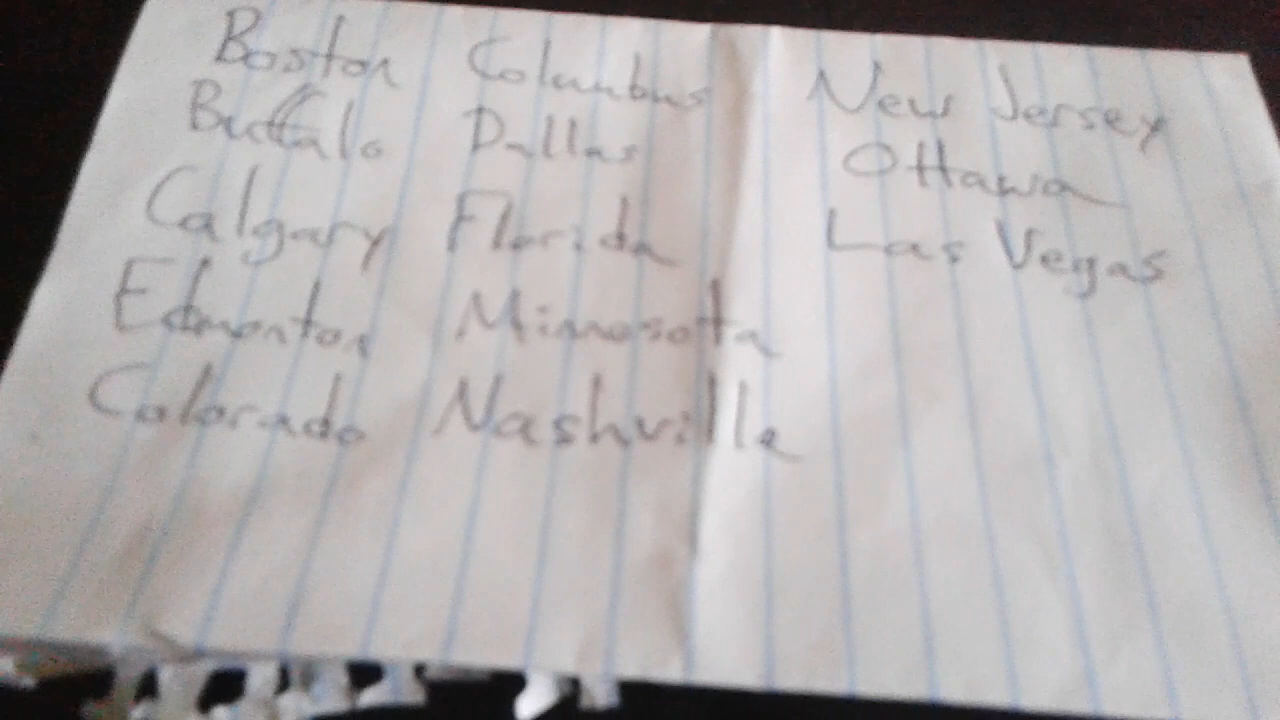 Boston Columbus New Jersey
Buffalo Dallas Ottawa
Calgary Florida Las Vegas
Edmonton Minnesota
Colorado Nashville